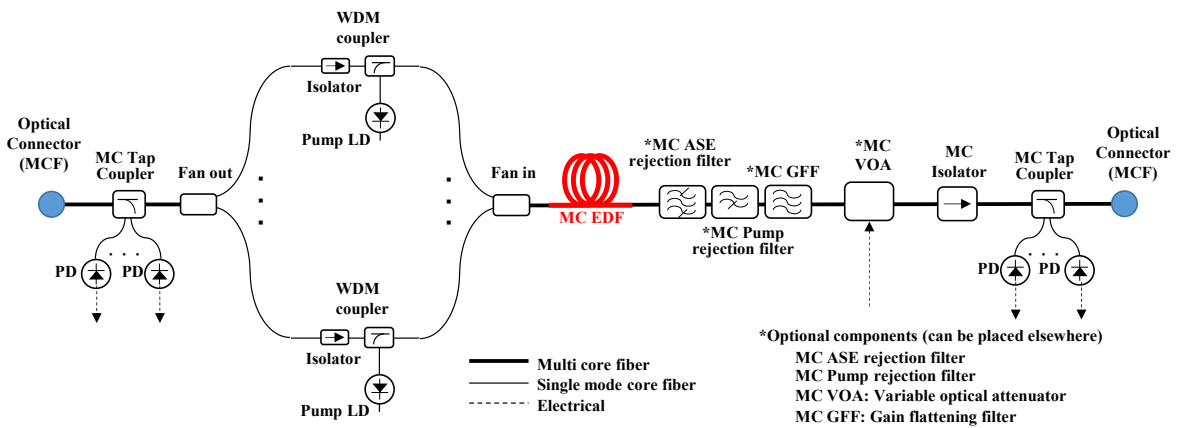 WDM
coupler
Isolator
Pump LD
Optical
Connector
(MCF)
MC Tap
Coupler
Fan out
PD
PD
Fan in
MC EDF
*MC ASE
rejection filter
*MC Pump
rejection filter
*MC GFF
*MC
VOA
MC
Isolator
MC Tap
Coupler
PD
PD
Optical
Connector
(MCF)
WDM
coupler
Isolator
Pump LD
Multi core fiber
Single mode core fiber
Electrical
*Optional components (can be placed elsewhere)
MC ASE rejection filter
MC Pump rejection filter
MC VOA: Variable optical attenuator
MC GFF: Gain flattening filter